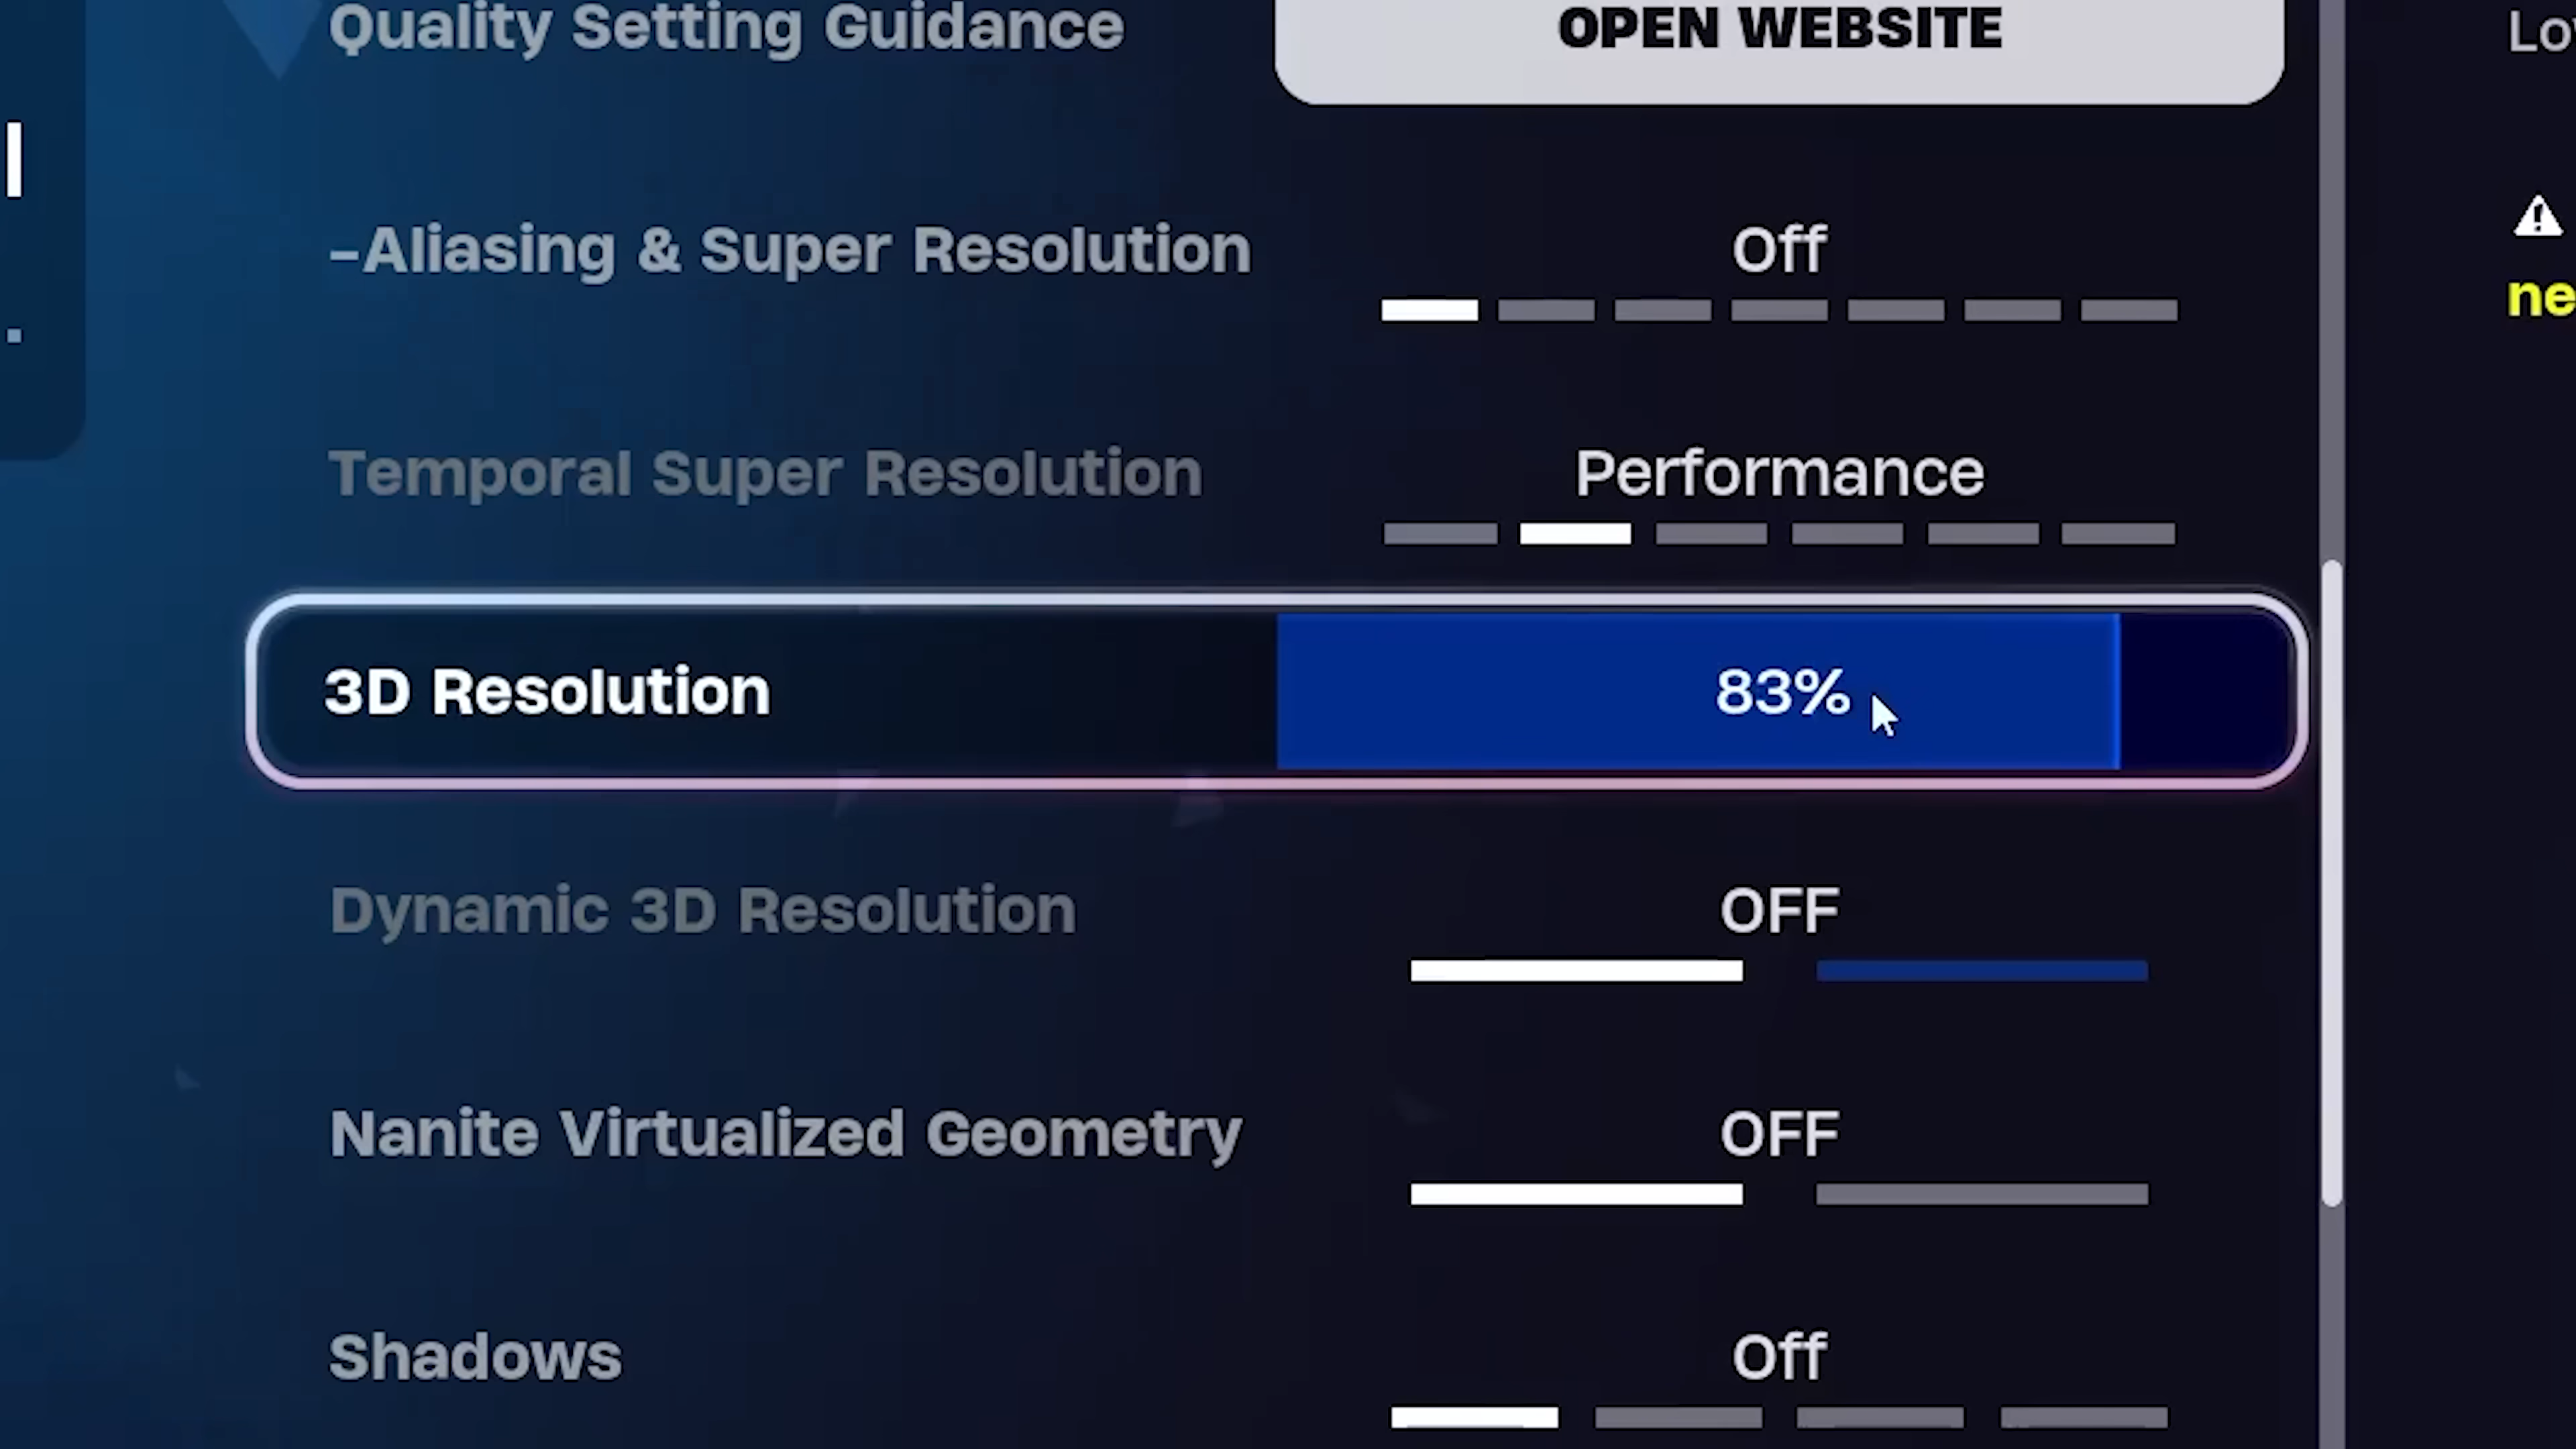 Quality Setting Guidance
OPEN WEBSITE
-Aliasing & Super Resolution
Off
Temporal Super Resolution
Performance
3D Resolution
83%
Dynamic 3D Resolution
OFF
Nanite Virtualized Geometry
OFF
Shadows
Off